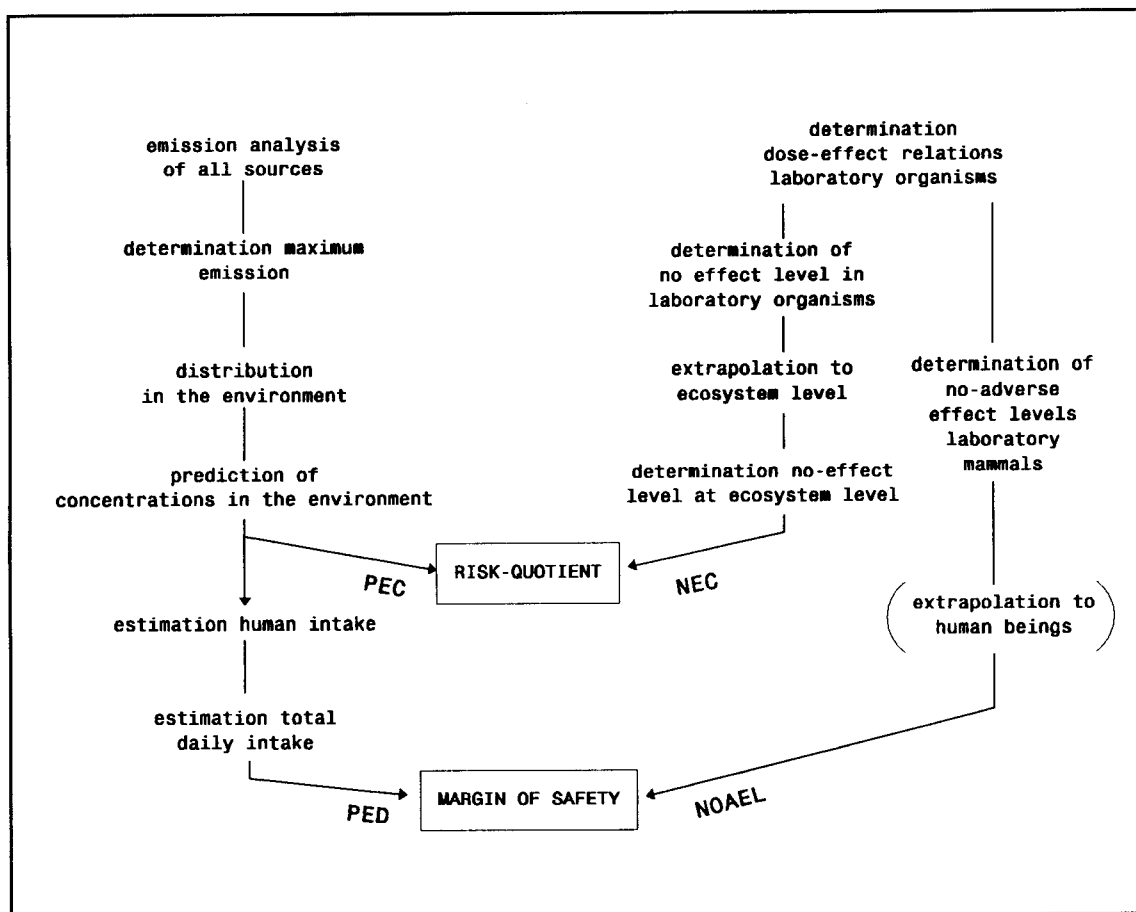 emission analysis
of all sources
determination maximum
emission
distribution
in the environment
prediction of
concentrations in the environment
PEC
estimation human intake
estimation total
daily intake
PED
determination
dose-effect relations
laboratory organisms
determination of
no effect level in
laboratory organisms
extrapolation to
ecosystem level
determination no-effect
level at ecosystem level
NEC
RISK-QUOTIENT
determination of
no-adverse
effect levels
laboratory
mammals
( extrapolation to
human beings )
NOAEL
MARGIN OF SAFETY